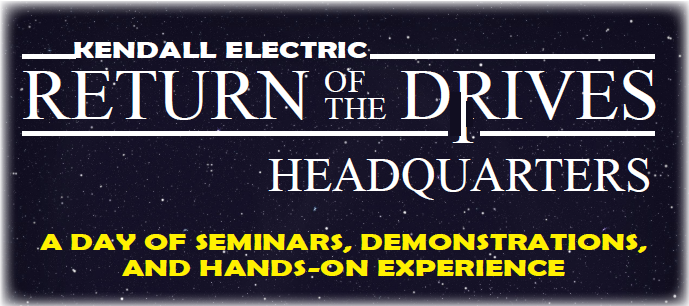 KENDALL ELECTRIC
RETURN OF THE DRIVES
HEADQUARTERS
A DAY OF SEMINARS, DEMONSTRATIONS,
AND HANDS-ON EXPERIENCE